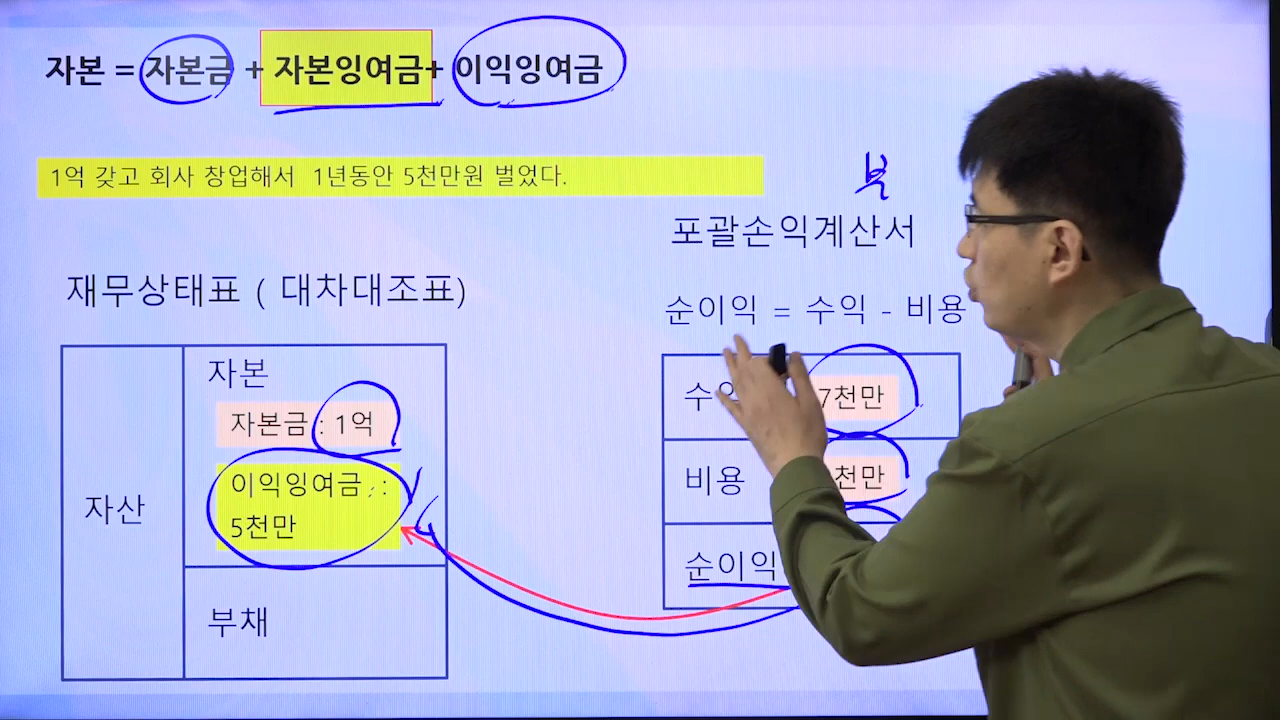 자본 = 자본금 + 자본잉여금+ 이익잉여금
1억 갖고 회사 창업해서 1년동안 5천만원 벌었다.
부
포괄손익계산서
재무상태표 ( 대차대조표)
순이익 = 수익 - 비용
자본
자본금 : 1억
이익잉여금 :
5천만
자산
부채
7천만
비용
천만
순이익